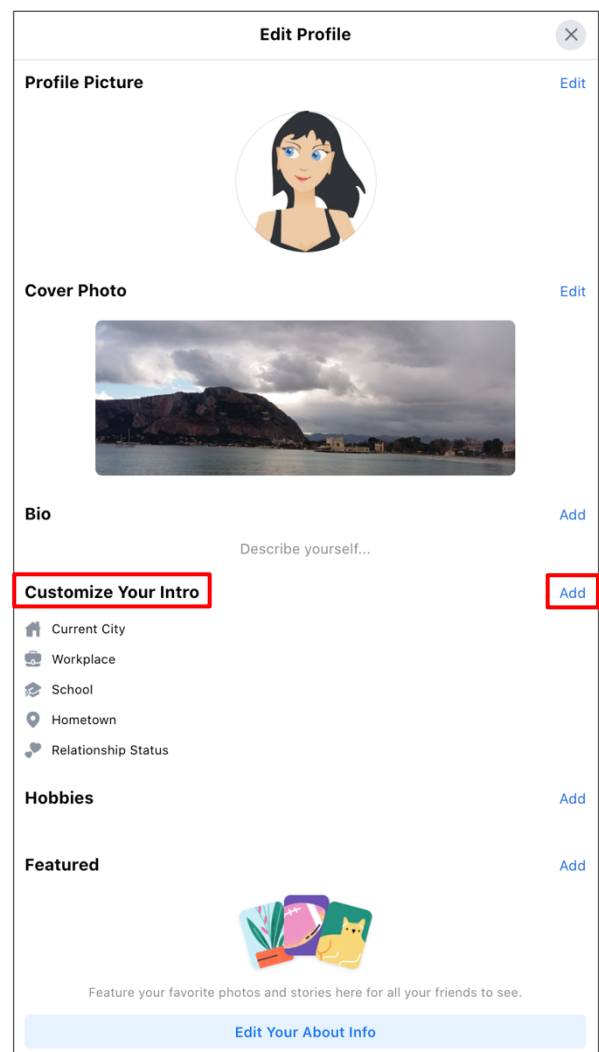 Edit Profile
Profile Picture
Edit
Cover Photo
Edit
Bio
Add
Describe yourself...
Customize Your Intro
Add
Current City
Workplace
School
Hometown
Relationship Status
Hobbies
Add
Featured
Add
Feature your favorite photos and stories here for all your friends to see.
Edit Your About Info